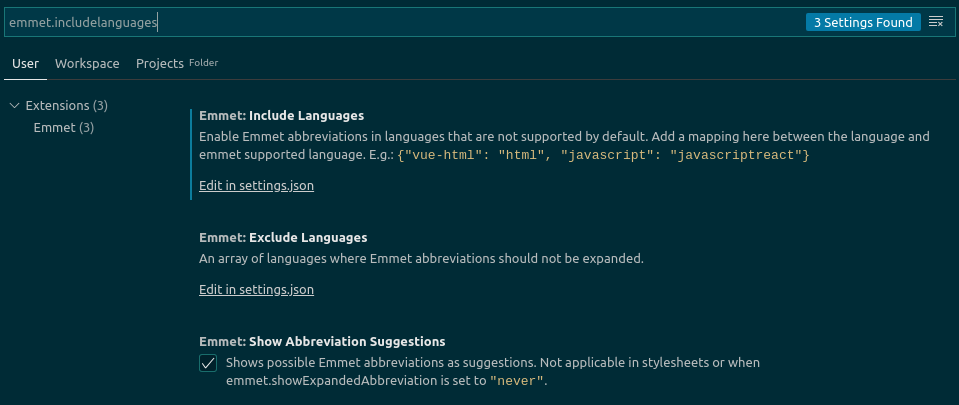 emmet.includelanguages
3 Settings Found
User Workspace Projects Folder
Extensions (3)
Emmet (3)
Emmet: Include Languages
Enable Emmet abbreviations in languages that are not supported by default. Add a mapping here between the language and
emmet supported language. E.g.: {"vue-html": "html", "javascript": "javascriptreact"}
Edit in settings.json
Emmet: Exclude Languages
An array of languages where Emmet abbreviations should not be expanded.
Edit in settings.json
Emmet: Show Abbreviation Suggestions
Shows possible Emmet abbreviations as suggestions. Not applicable in stylesheets or when
emmet.showExpandedAbbreviation is set to "never".